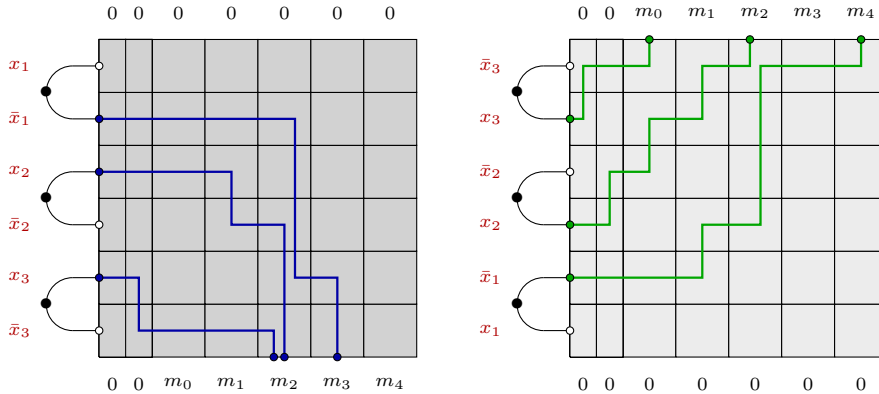 0 0 0 0 0 0
x₁
x̄₁
x₂
x̄₂
x₃
x̄₃
0 0 m₀ m₁ m₂ m₃ m₄
0 0 m₀ m₁ m₂ m₃ m₄
x̄₃
x₃
x̄₂
x₂
x̄₁
x₁
0 0 0 0 0 0 0